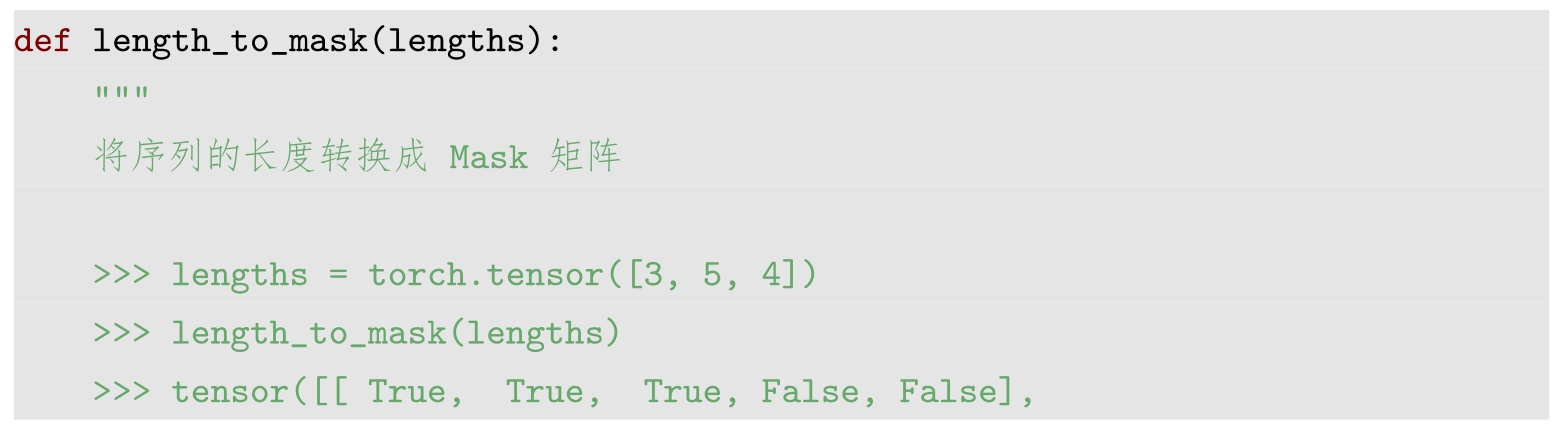 def length_to_mask(lengths):
    """
    将序列的长度转换成 Mask 矩阵

    >>> lengths = torch.tensor([3, 5, 4])
    >>> length_to_mask(lengths)
    >>> tensor([[ True,  True,  True, False, False],